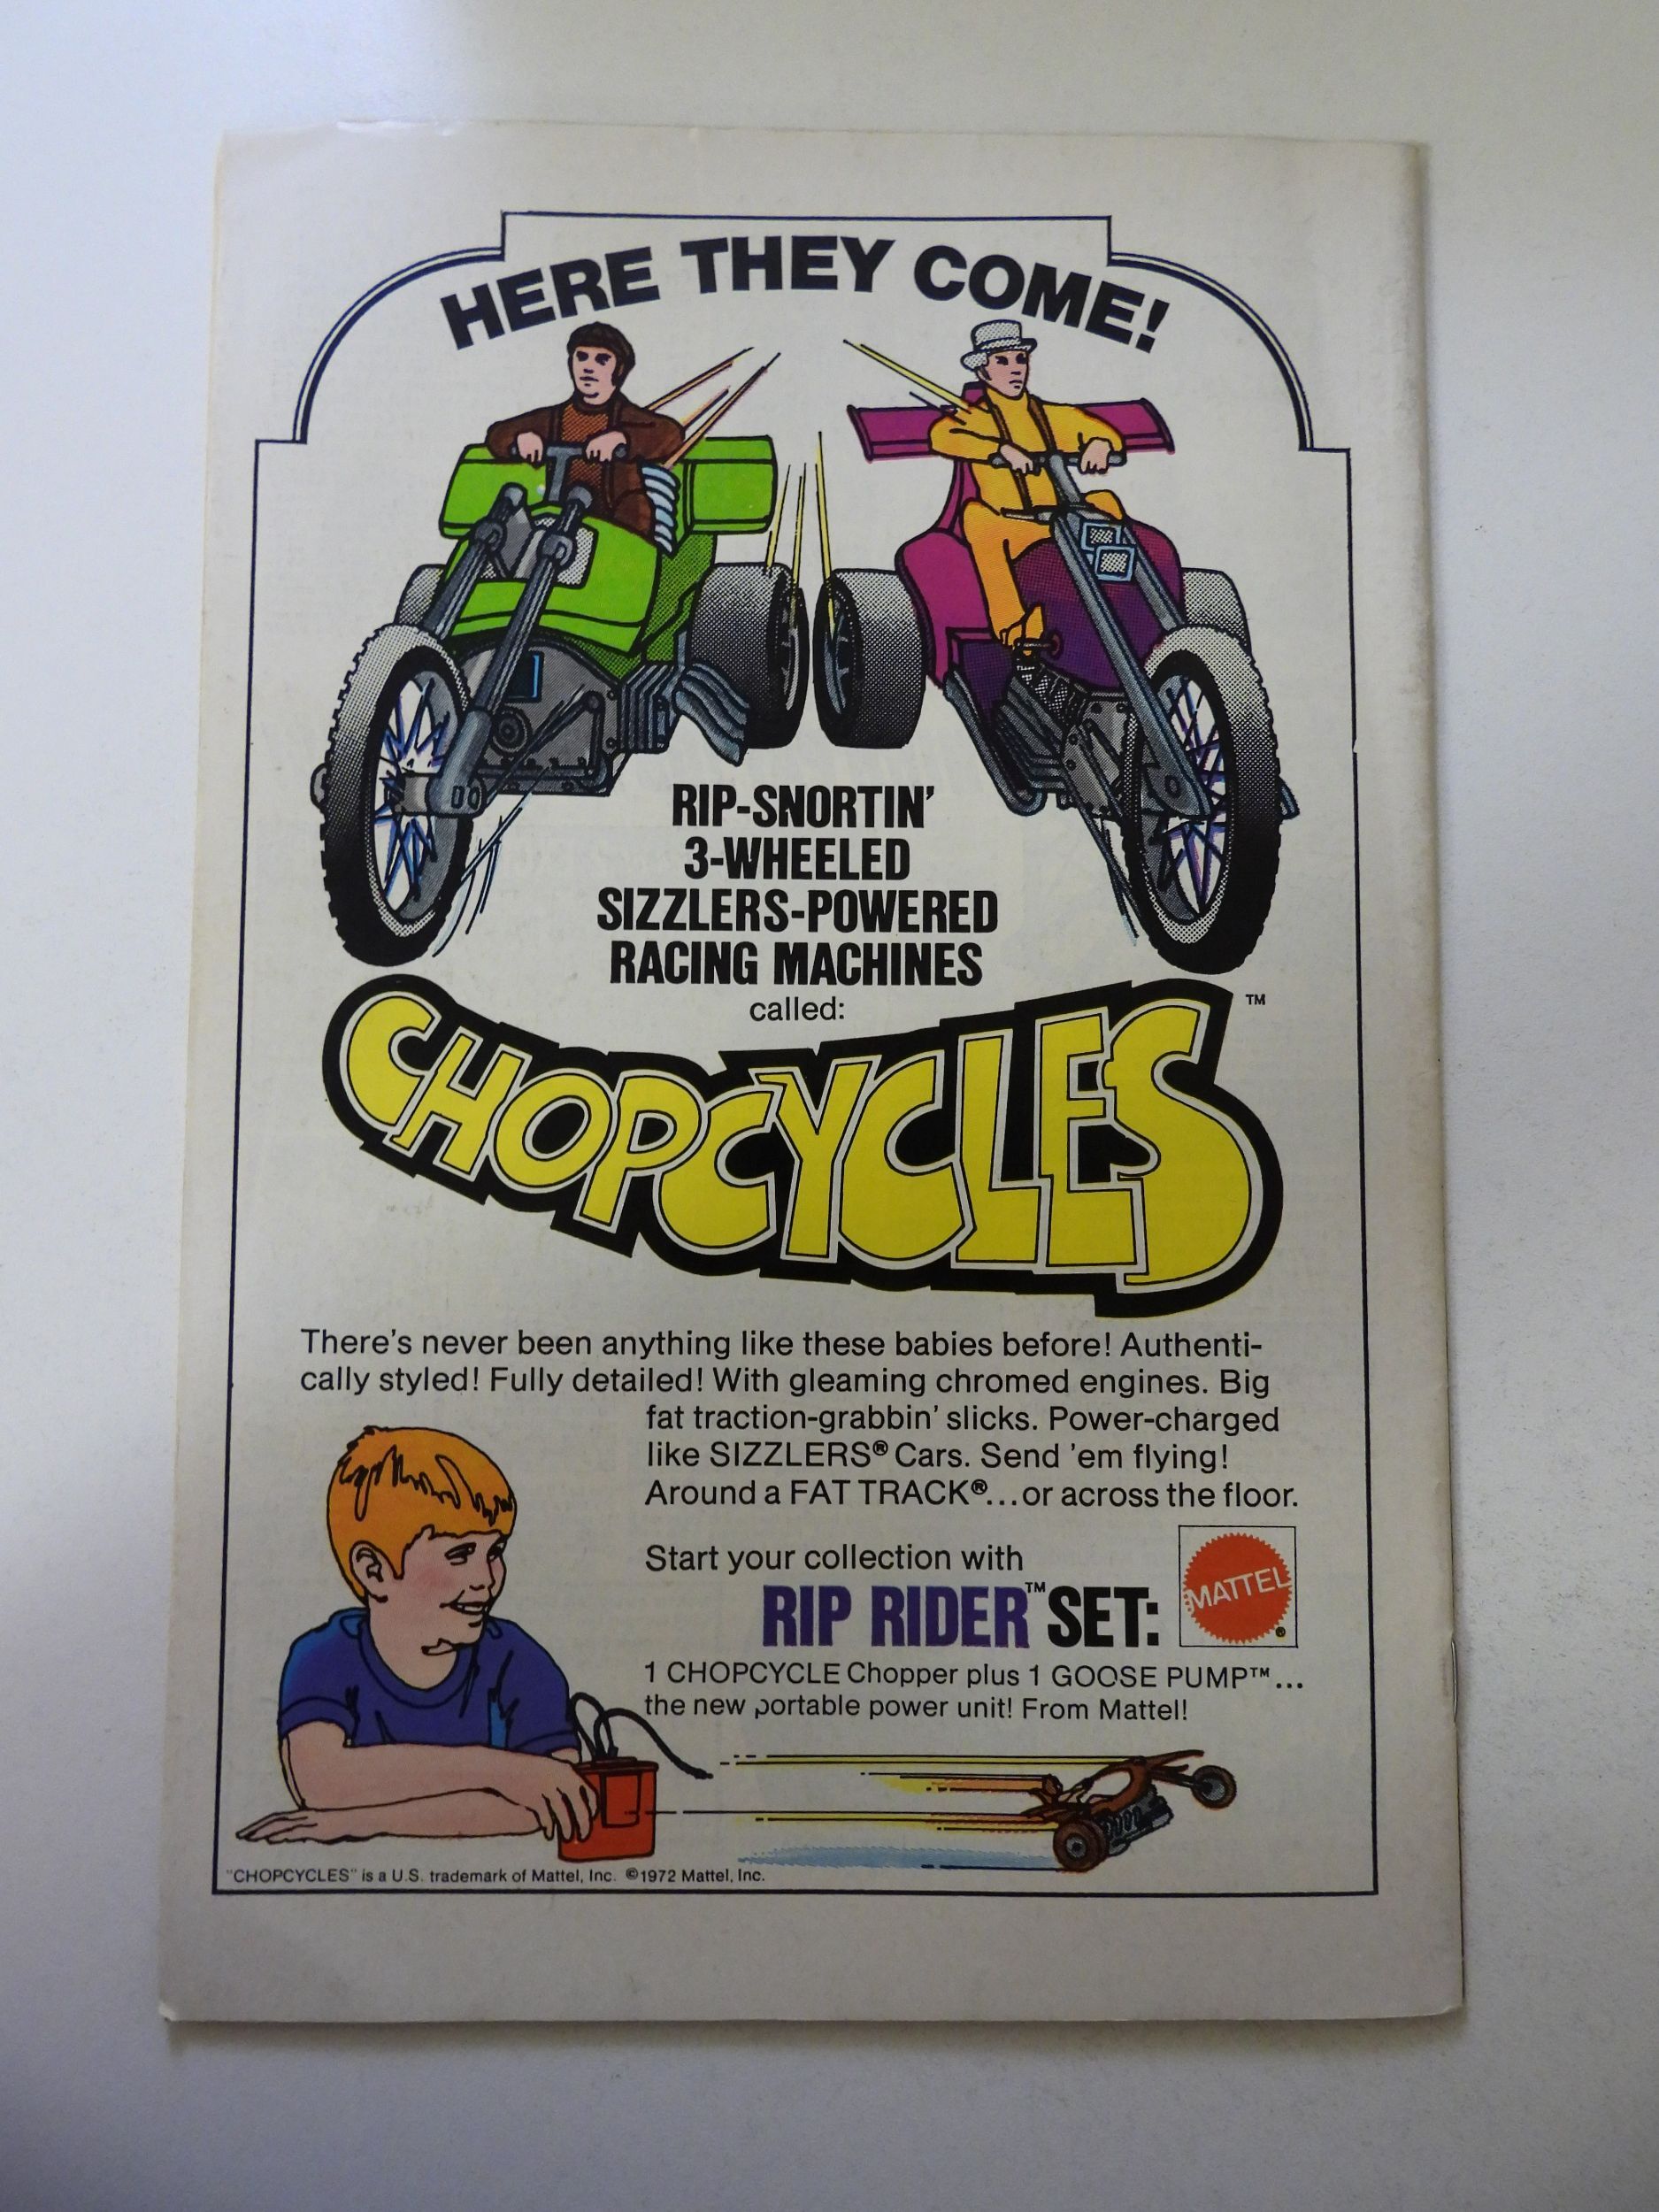 HERE THEY COME!
RIP-SNORTIN'
3-WHEELED
SIZZLERS-POWERED
RACING MACHINES
called:
CHOPCYCLES™
There's never been anything like these babies before! Authenti-
cally styled! Fully detailed! With gleaming chromed engines. Big
fat traction-grabbin' slicks. Power-charged
like SIZZLERS® Cars. Send 'em flying!
Around a FAT TRACK®...or across the floor.
Start your collection with
RIP RIDER™ SET:
MATTEL®
1 CHOPCYCLE Chopper plus 1 GOOSE PUMP™...
the new portable power unit! From Mattel!
"CHOPCYCLES" is a U.S. trademark of Mattel, Inc. ©1972 Mattel, Inc.